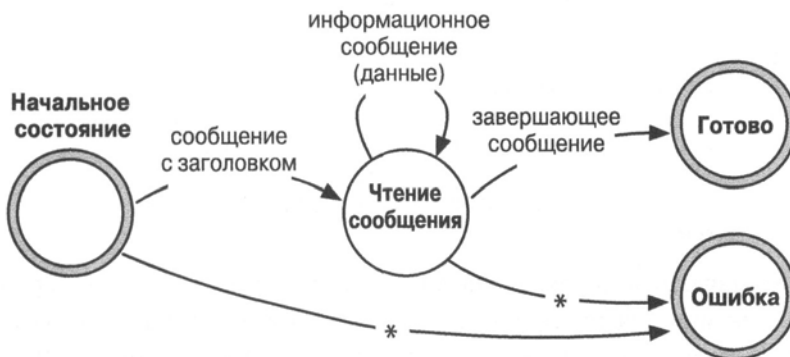 информационное
сообщение
(данные)
Начальное
состояние
сообщение
с заголовком
завершающее
сообщение
Готово
Чтение
сообщения
Ошибка
*
*